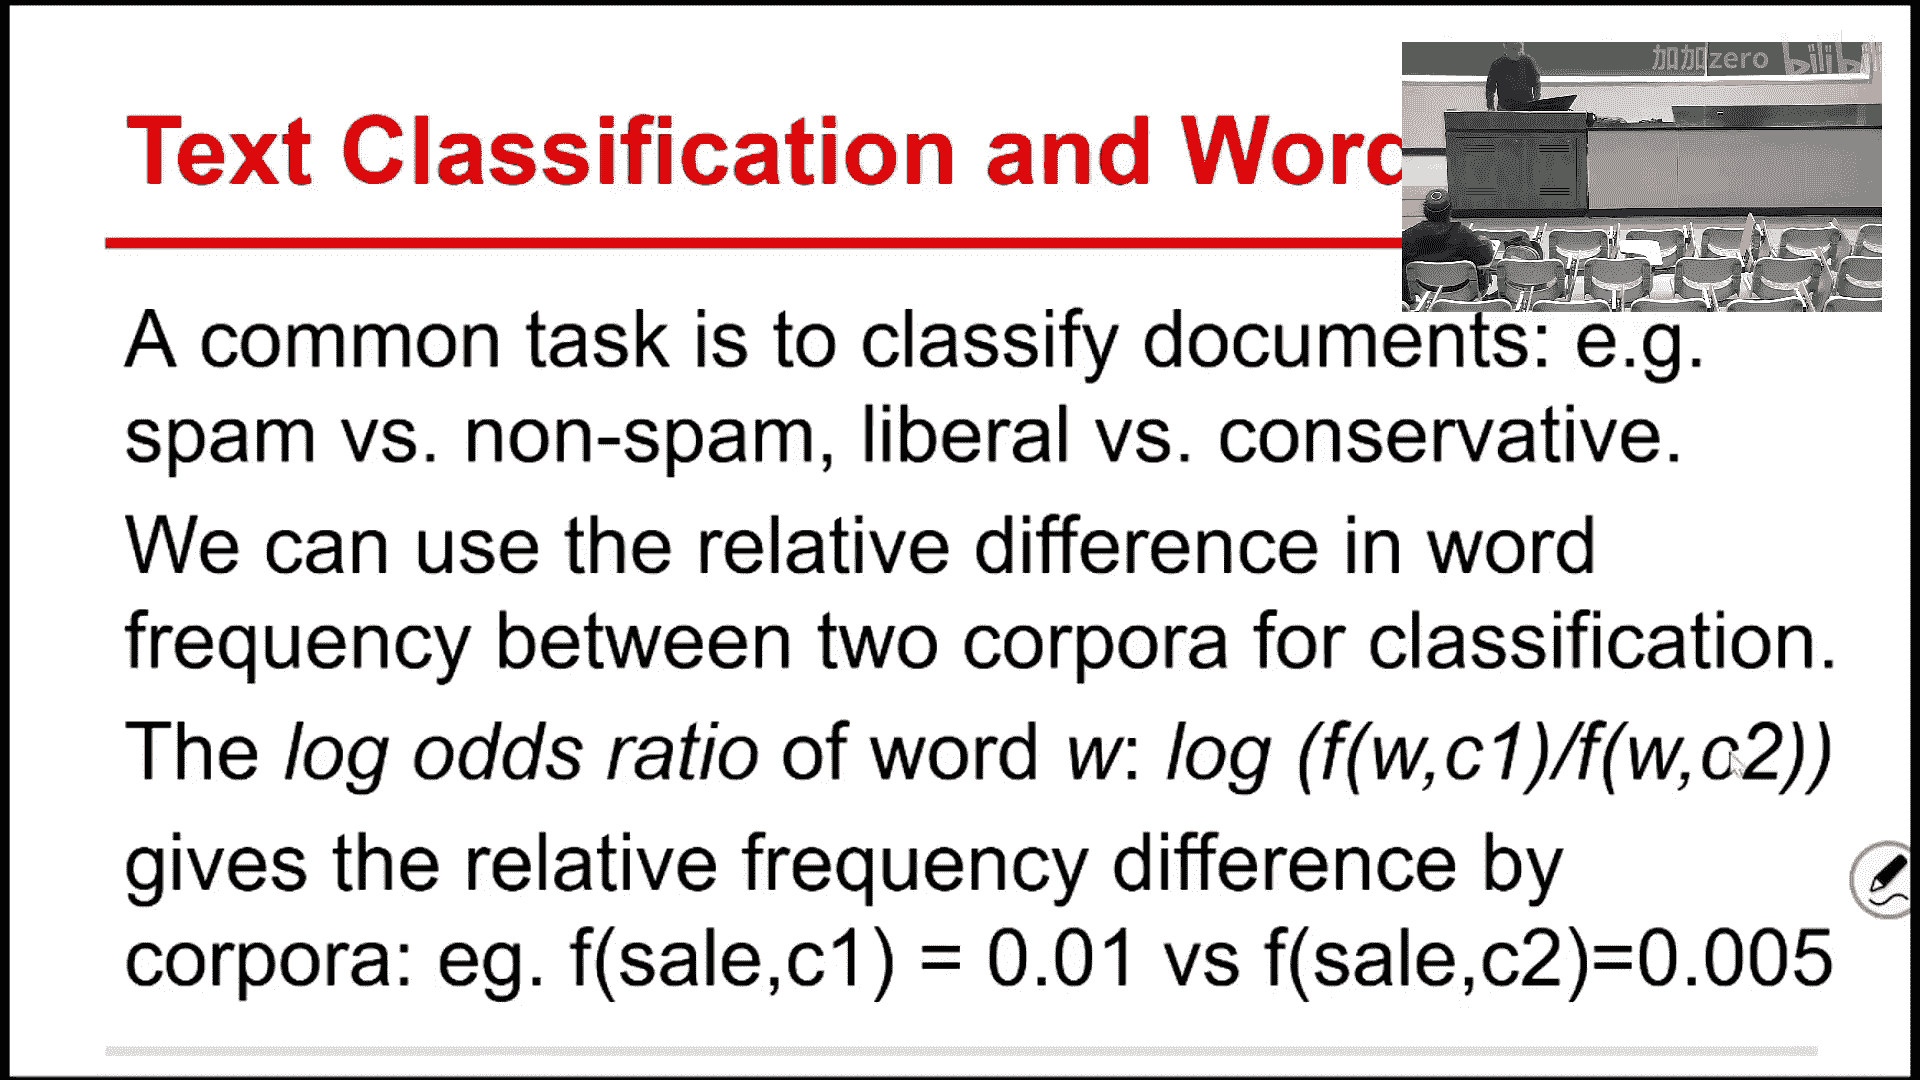 加加zero bilibili
Text Classification and Word
A common task is to classify documents: e.g.
spam vs. non-spam, liberal vs. conservative.
We can use the relative difference in word
frequency between two corpora for classification.
The log odds ratio of word w: log (f(w,c1)/f(w,c2))
gives the relative frequency difference by
corpora: eg. f(sale,c1) = 0.01 vs f(sale,c2)=0.005